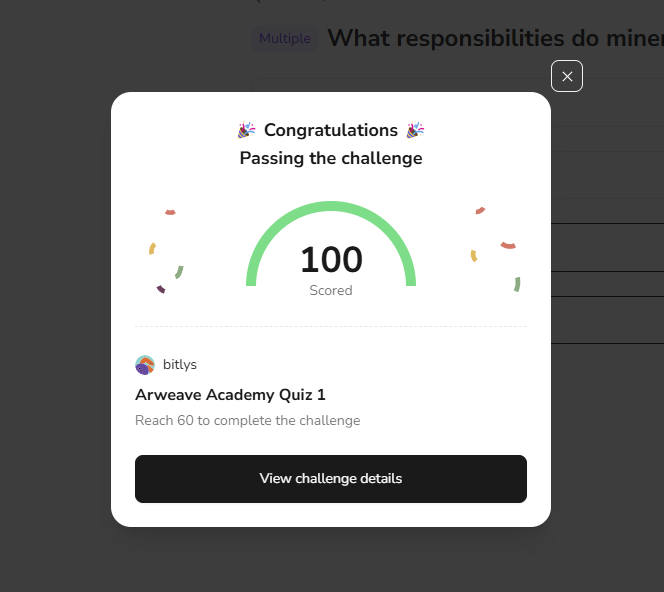 Multiple What responsibilities do miner
Congratulations
Passing the challenge
100
Scored
bitlys
Arweave Academy Quiz 1
Reach 60 to complete the challenge
View challenge details